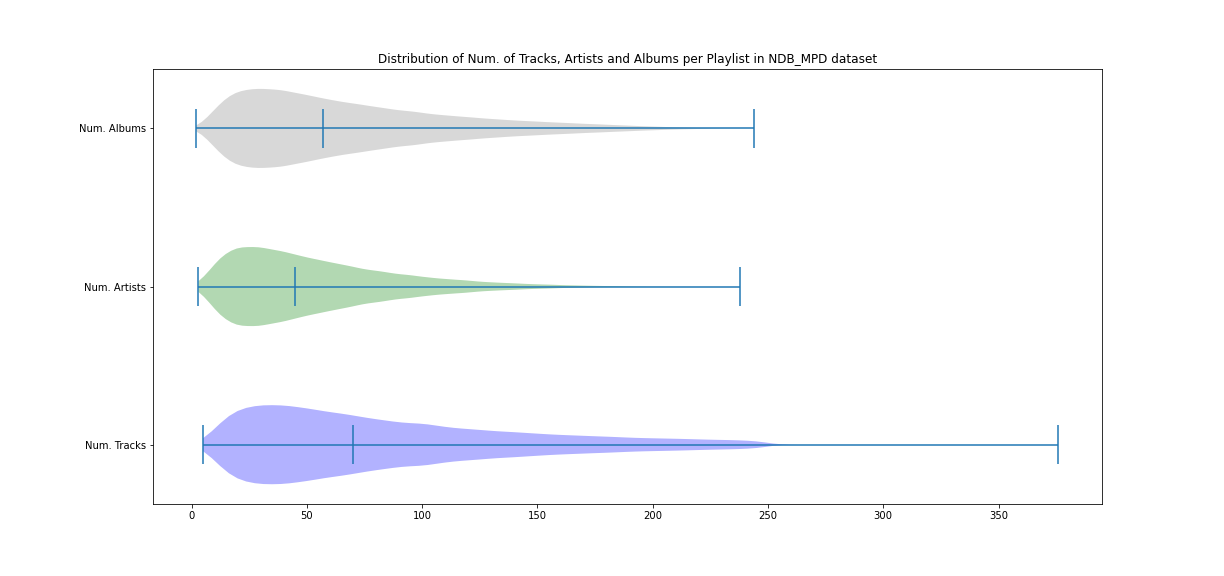 Distribution of Num. of Tracks, Artists and Albums per Playlist in NDB_MPD dataset
Num. Albums
Num. Artists
Num. Tracks
0 50 100 150 200 250 300 350